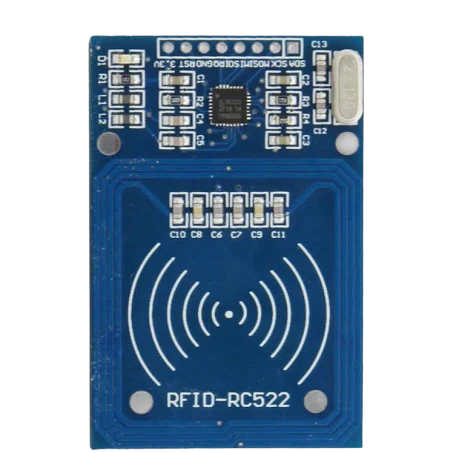 D1
R1
L1
L2
SDA SCK MOSI MISO IRQ GND RST 3.3V
C1
R2
C4
C5
C2
R4
C3
C13
C12
C10 C8 C6 C7 C9 C11
RFID-RC522